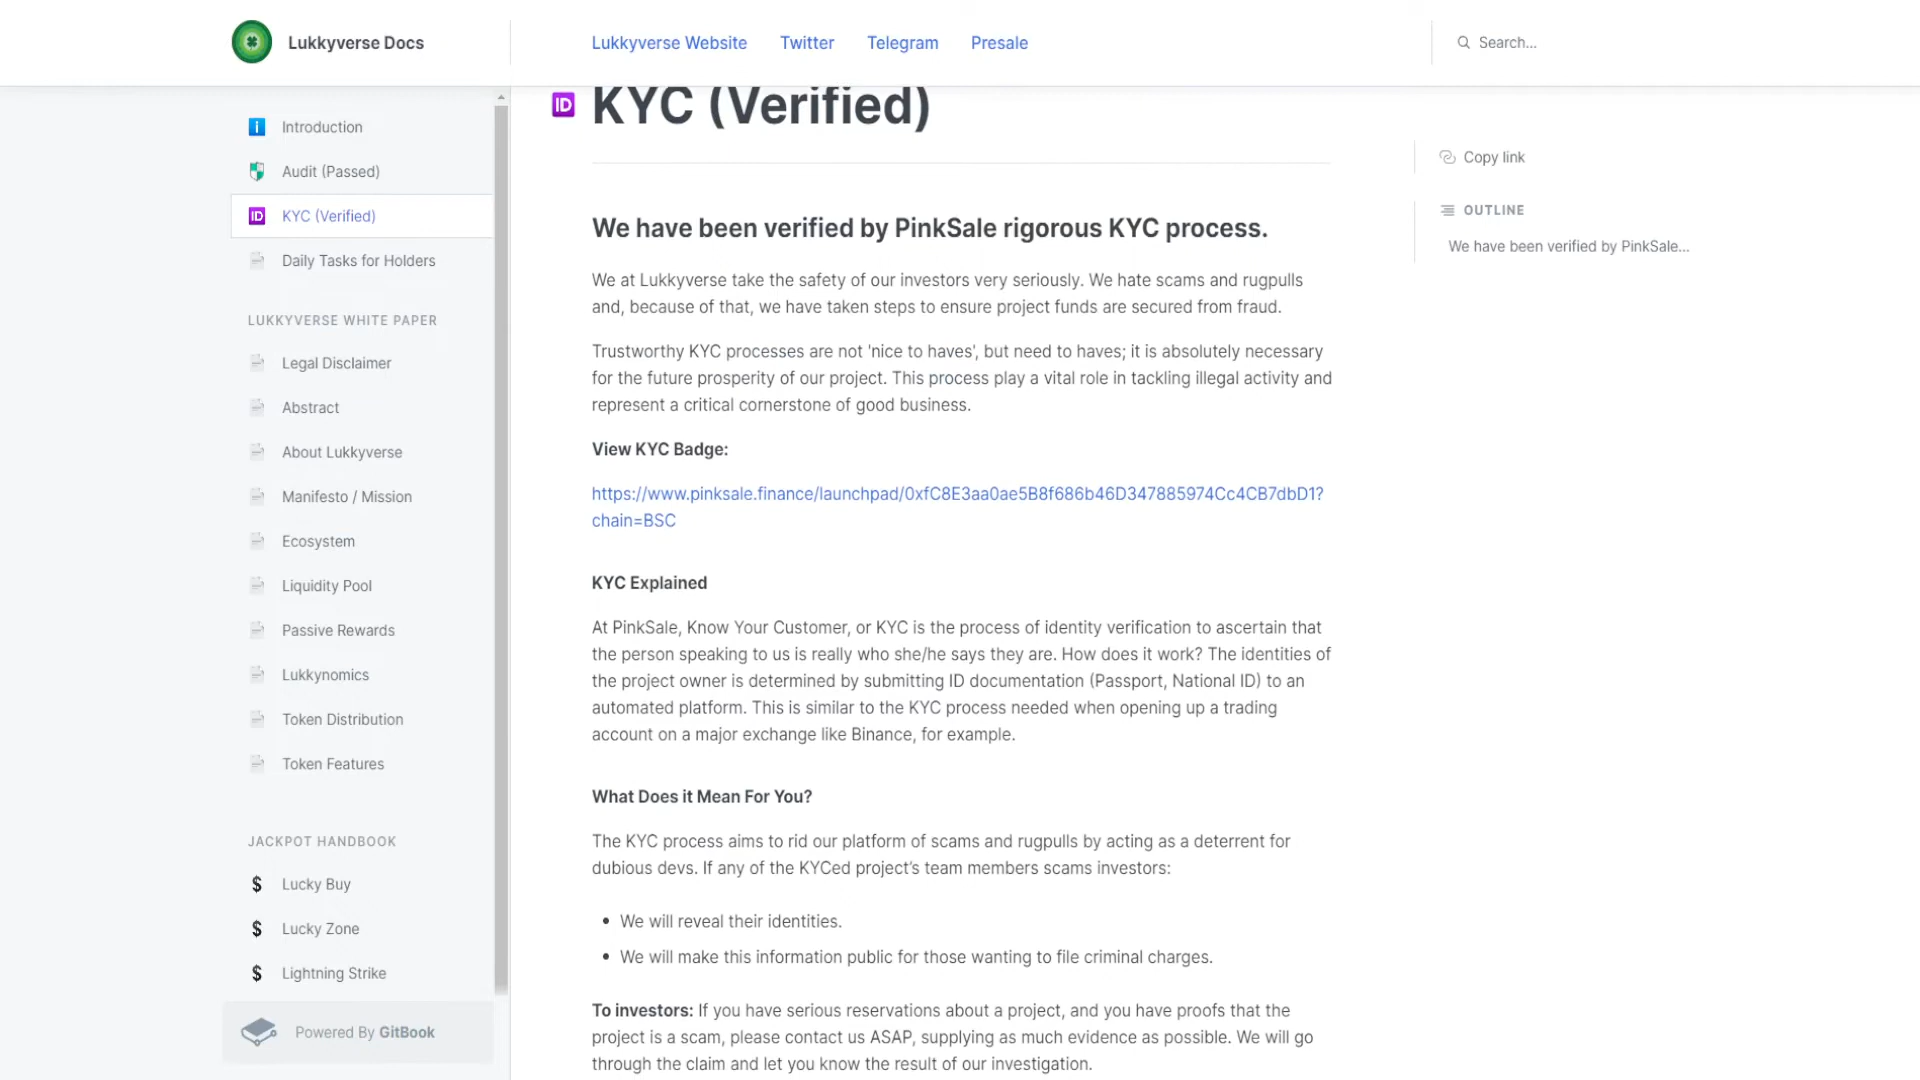 Lukkyverse Docs
Lukkyverse Website
Twitter
Telegram
Presale
Search...
Introduction
Audit (Passed)
KYC (Verified)
Daily Tasks for Holders
LUKKYVERSE WHITE PAPER
Legal Disclaimer
Abstract
About Lukkyverse
Manifesto / Mission
Ecosystem
Liquidity Pool
Passive Rewards
Lukkynomics
Token Distribution
Token Features
JACKPOT HANDBOOK
$ Lucky Buy
$ Lucky Zone
$ Lightning Strike
Powered By GitBook
ID KYC (Verified)
We have been verified by PinkSale rigorous KYC process.
We at Lukkyverse take the safety of our investors very seriously. We hate scams and rugpulls
and, because of that, we have taken steps to ensure project funds are secured from fraud.
Trustworthy KYC processes are not 'nice to haves', but need to haves; it is absolutely necessary
for the future prosperity of our project. This process play a vital role in tackling illegal activity and
represent a critical cornerstone of good business.
View KYC Badge:
https://www.pinksale.finance/launchpad/0xfC8E3aa0ae5B8f686b46D347885974Cc4CB7dbD1?
chain=BSC
KYC Explained
At PinkSale, Know Your Customer, or KYC is the process of identity verification to ascertain that
the person speaking to us is really who she/he says they are. How does it work? The identities of
the project owner is determined by submitting ID documentation (Passport, National ID) to an
automated platform. This is similar to the KYC process needed when opening up a trading
account on a major exchange like Binance, for example.
What Does it Mean For You?
The KYC process aims to rid our platform of scams and rugpulls by acting as a deterrent for
dubious devs. If any of the KYCed project's team members scams investors:
• We will reveal their identities.
• We will make this information public for those wanting to file criminal charges.
To investors: If you have serious reservations about a project, and you have proofs that the
project is a scam, please contact us ASAP, supplying as much evidence as possible. We will go
through the claim and let you know the result of our investigation.
Copy link
OUTLINE
We have been verified by PinkSale...